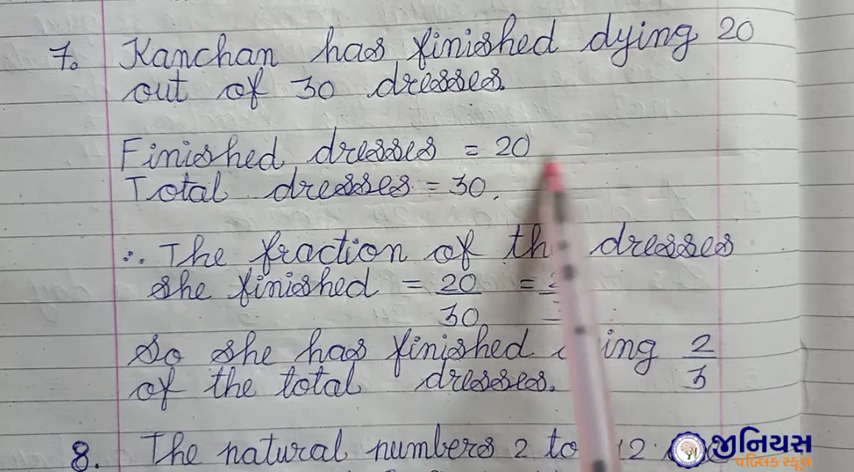 7. Kanchan has finished dying 20
out of 30 dresses.
Finished dresses = 20
Total dresses = 30.
∴ The fraction of the dresses
she finished = 20/30 = 2
So she has finished ing 2/3
of the total dresses.
8. The natural numbers 2 to 12
જીનિયસ
પબ્લિક સ્કૂલ